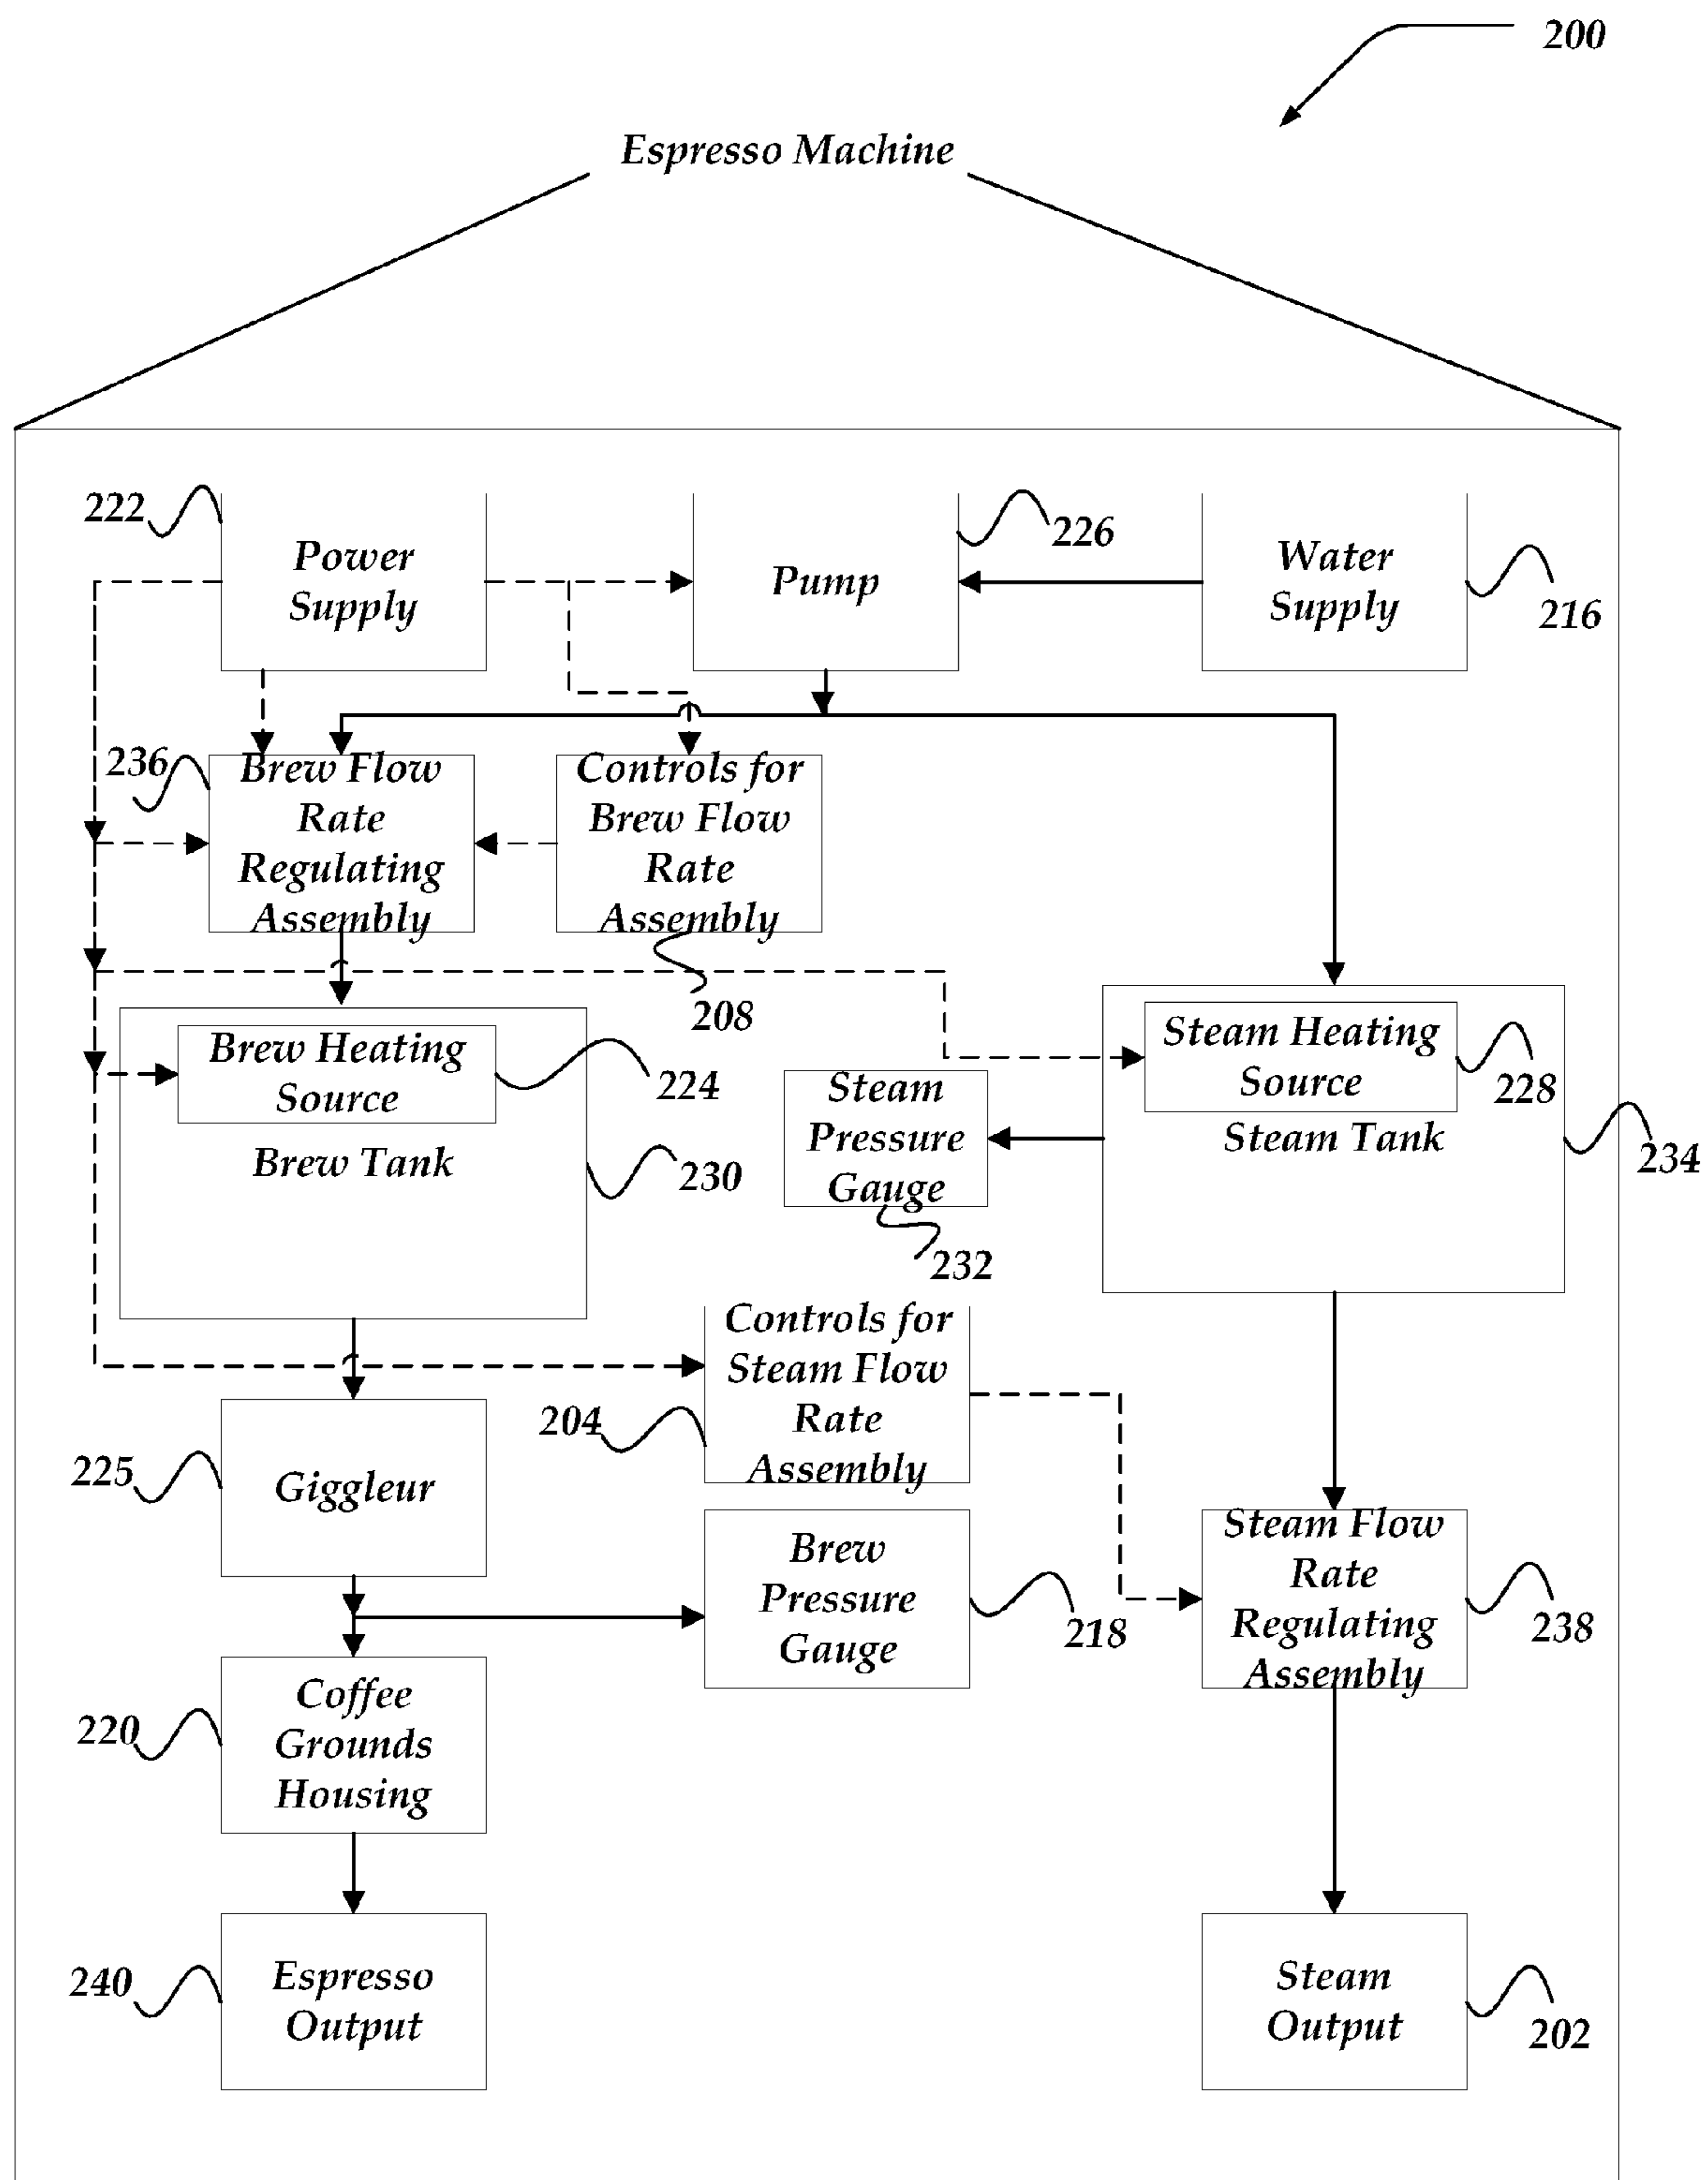 200
Espresso Machine
222
Power
Supply
Pump
226
Water
Supply
216
236
Brew Flow
Rate
Regulating
Assembly
Controls for
Brew Flow
Rate
Assembly
208
Brew Heating
Source
224
Brew Tank
230
Steam Heating
Source
228
Steam Tank
234
Steam
Pressure
Gauge
232
Controls for
Steam Flow
Rate
Assembly
204
225
Giggleur
Brew
Pressure
Gauge
218
Steam Flow
Rate
Regulating
Assembly
238
220
Coffee
Grounds
Housing
240
Espresso
Output
Steam
Output
202